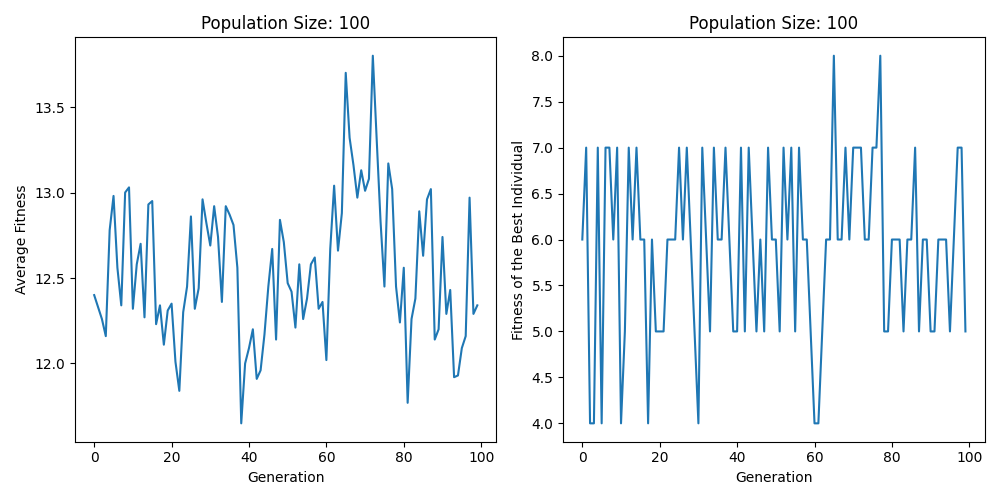 Population Size: 100
Average Fitness
13.5
13.0
12.5
12.0
0 20 40 60 80 100
Generation
Population Size: 100
Fitness of the Best Individual
8.0
7.5
7.0
6.5
6.0
5.5
5.0
4.5
4.0
0 20 40 60 80 100
Generation